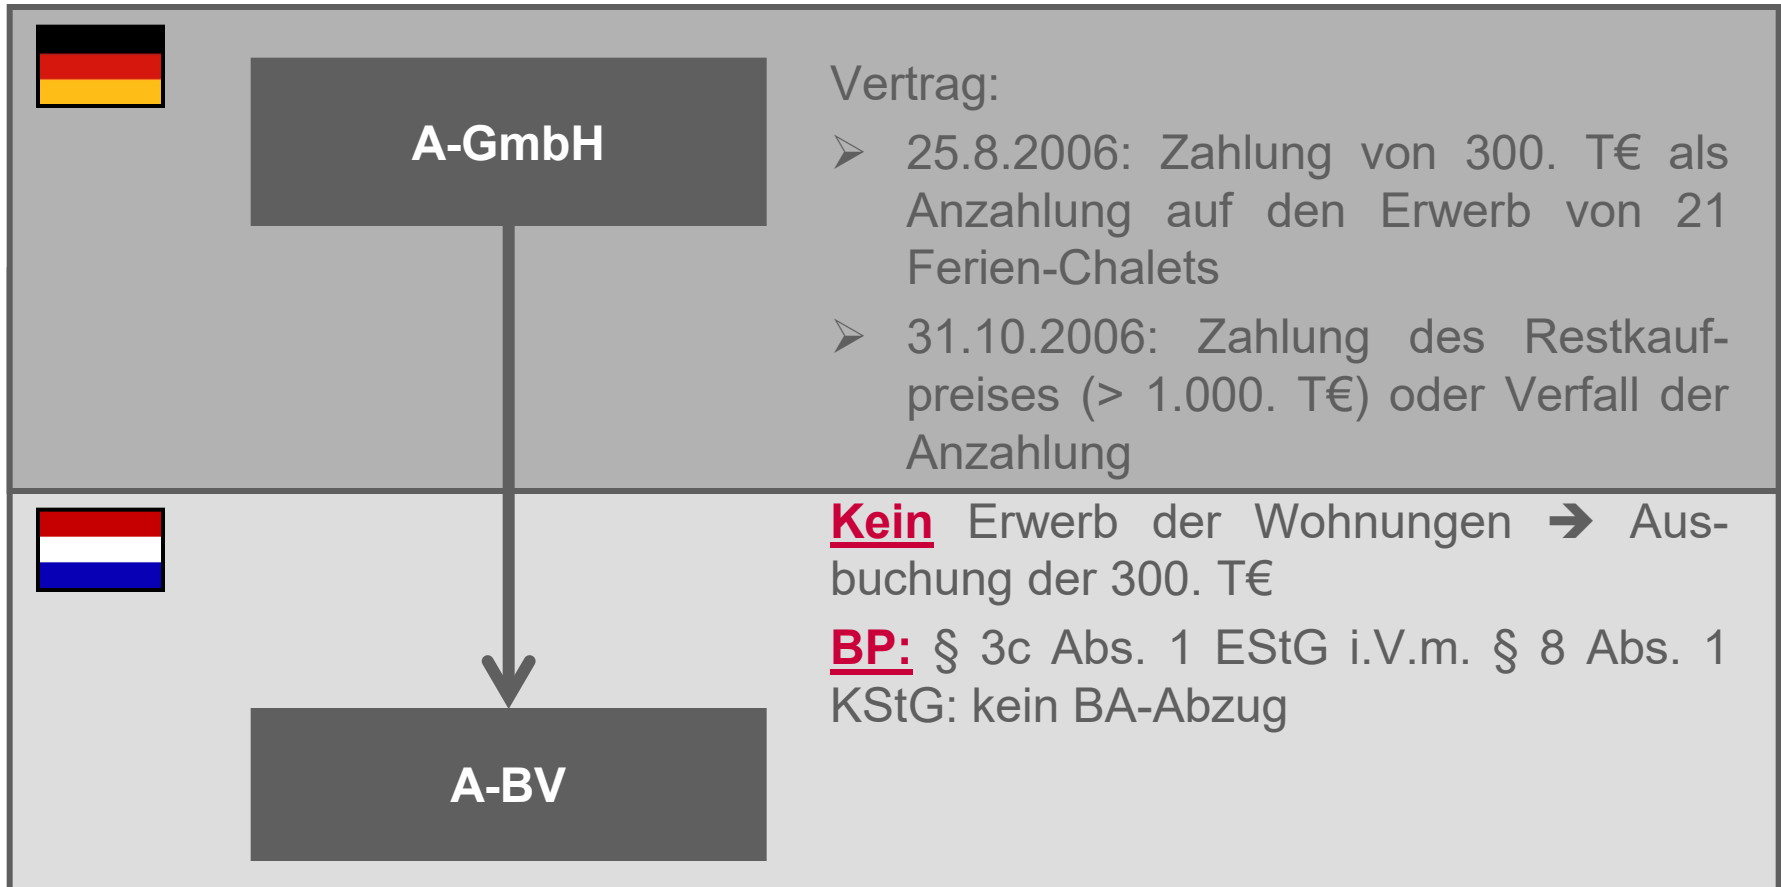 A-GmbH
Vertrag:
➢ 25.8.2006: Zahlung von 300. T€ als
Anzahlung auf den Erwerb von 21
Ferien-Chalets
➢ 31.10.2006: Zahlung des Restkauf-
preises (> 1.000. T€) oder Verfall der
Anzahlung
Kein Erwerb der Wohnungen ➔ Aus-
buchung der 300. T€
BP: § 3c Abs. 1 EStG i.V.m. § 8 Abs. 1
KStG: kein BA-Abzug
A-BV